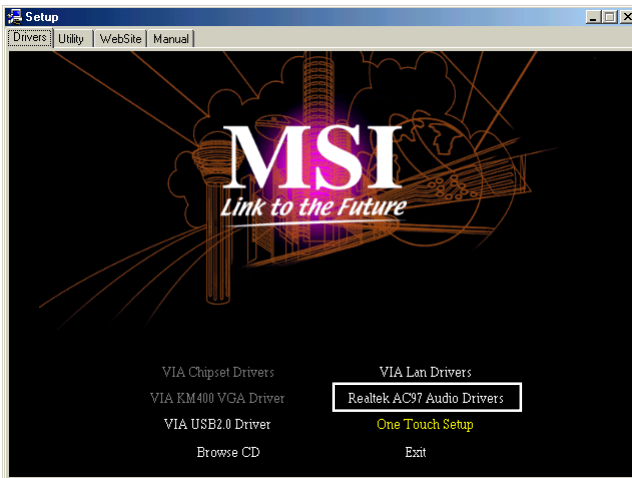 Setup
Drivers Utility WebSite Manual
MSI
Link to the Future
VIA Chipset Drivers VIA Lan Drivers
VIA KM400 VGA Driver Realtek AC97 Audio Drivers
VIA USB2.0 Driver One Touch Setup
Browse CD Exit